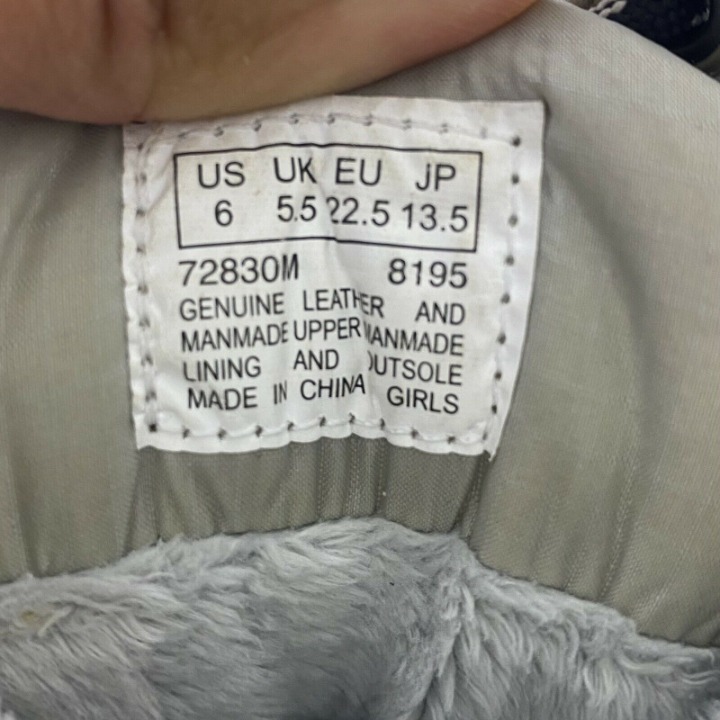 US UK EU JP
6 5.5 22.5 13.5
72830M 8195
GENUINE LEATHER AND
MANMADE UPPER MANMADE
LINING AND OUTSOLE
MADE IN CHINA GIRLS